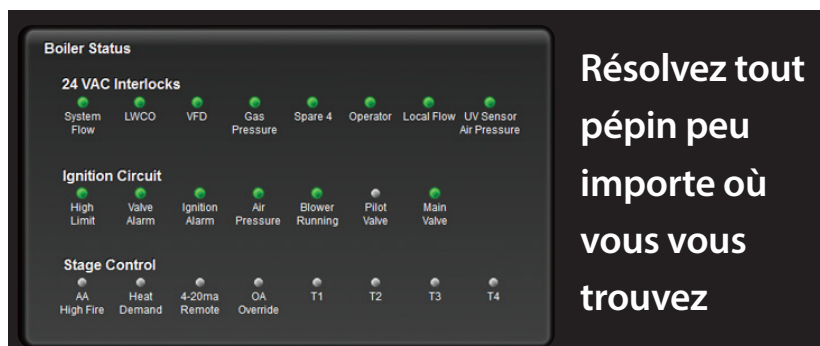 Boiler Status
24 VAC Interlocks
System Flow
LWCO
VFD
Gas Pressure
Spare 4
Operator
Local Flow
UV Sensor Air Pressure
Ignition Circuit
High Limit
Valve Alarm
Ignition Alarm
Air Pressure
Blower Running
Pilot Valve
Main Valve
Stage Control
AA High Fire
Heat Demand
4-20ma Remote
OA Override
T1
T2
T3
T4
Résolvez tout
pépin peu
importe où
vous vous
trouvez